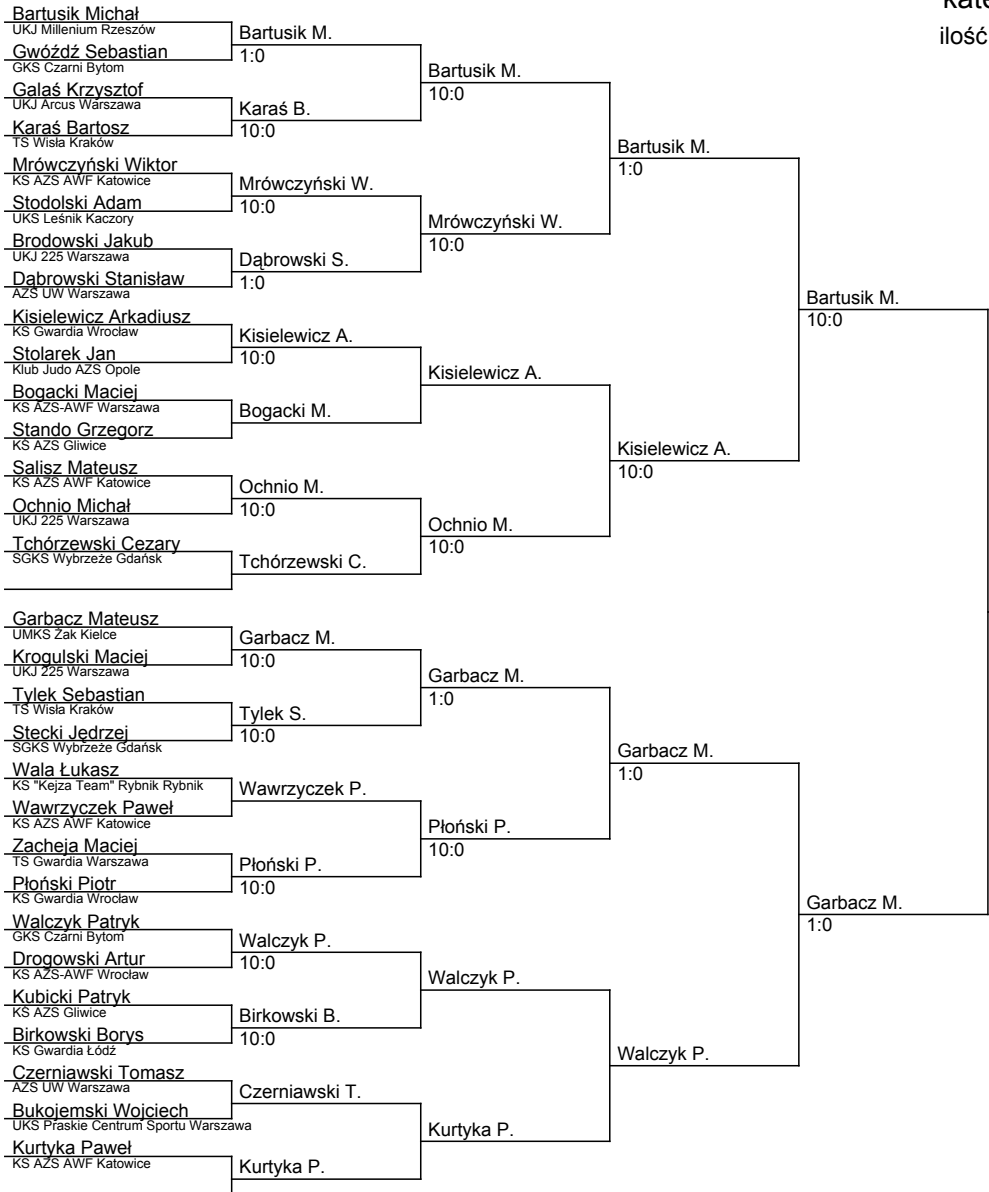 kate
ilość
Bartusik Michał
UKJ Millenium Rzeszów
Gwóźdź Sebastian
GKS Czarni Bytom
Galaś Krzysztof
UKJ Arcus Warszawa
Karaś Bartosz
TS Wisła Kraków
Mrówczyński Wiktor
KS AZS AWF Katowice
Stodolski Adam
UKS Leśnik Kaczory
Brodowski Jakub
UKJ 225 Warszawa
Dąbrowski Stanisław
AZS UW Warszawa
Kisielewicz Arkadiusz
KS Gwardia Wrocław
Stolarek Jan
Klub Judo AZS Opole
Bogacki Maciej
KS AZS-AWF Warszawa
Stando Grzegorz
KS AZS Gliwice
Salisz Mateusz
KS AZS AWF Katowice
Ochnio Michał
UKJ 225 Warszawa
Tchórzewski Cezary
SGKS Wybrzeże Gdańsk
Garbacz Mateusz
UMKS Żak Kielce
Krogulski Maciej
UKJ 225 Warszawa
Tylek Sebastian
TS Wisła Kraków
Stecki Jędrzej
SGKS Wybrzeże Gdańsk
Wala Łukasz
KS "Kejza Team" Rybnik Rybnik
Wawrzyczek Paweł
KS AZS AWF Katowice
Zacheja Maciej
TS Gwardia Warszawa
Płoński Piotr
KS Gwardia Wrocław
Walczyk Patryk
GKS Czarni Bytom
Drogowski Artur
KS AZS-AWF Wrocław
Kubicki Patryk
KS AZS Gliwice
Birkowski Borys
KS Gwardia Łódź
Czerniawski Tomasz
AZS UW Warszawa
Bukojemski Wojciech
UKS Praskie Centrum Sportu Warszawa
Kurtyka Paweł
KS AZS AWF Katowice
Bartusik M.
1:0
Karaś B.
10:0
Mrówczyński W.
10:0
Dąbrowski S.
1:0
Kisielewicz A.
10:0
Bogacki M.
Ochnio M.
10:0
Tchórzewski C.
Garbacz M.
10:0
Tylek S.
10:0
Wawrzyczek P.
Płoński P.
10:0
Walczyk P.
10:0
Birkowski B.
10:0
Czerniawski T.
Kurtyka P.
Bartusik M.
10:0
Mrówczyński W.
10:0
Kisielewicz A.
Ochnio M.
10:0
Garbacz M.
1:0
Płoński P.
10:0
Walczyk P.
Kurtyka P.
Bartusik M.
1:0
Kisielewicz A.
10:0
Garbacz M.
1:0
Walczyk P.
Bartusik M.
10:0
Garbacz M.
1:0